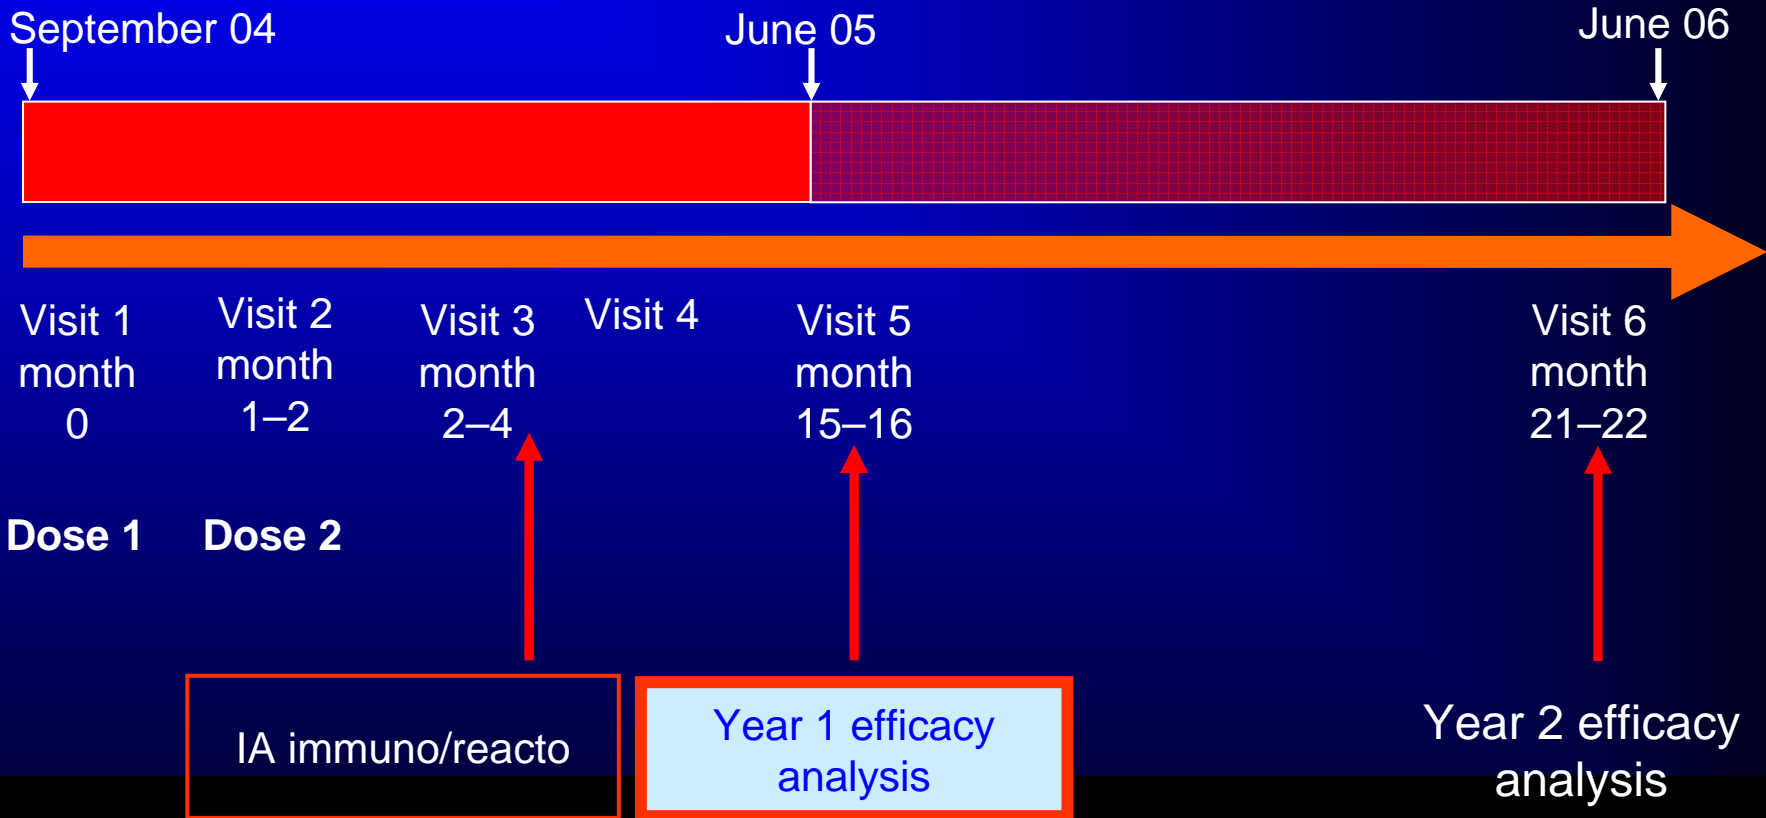 September 04
June 05
June 06
Visit 1
month
0
Visit 2
month
1–2
Visit 3
month
2–4
Visit 4
Visit 5
month
15–16
Visit 6
month
21–22
Dose 1
Dose 2
IA immuno/reacto
Year 1 efficacy
analysis
Year 2 efficacy
analysis